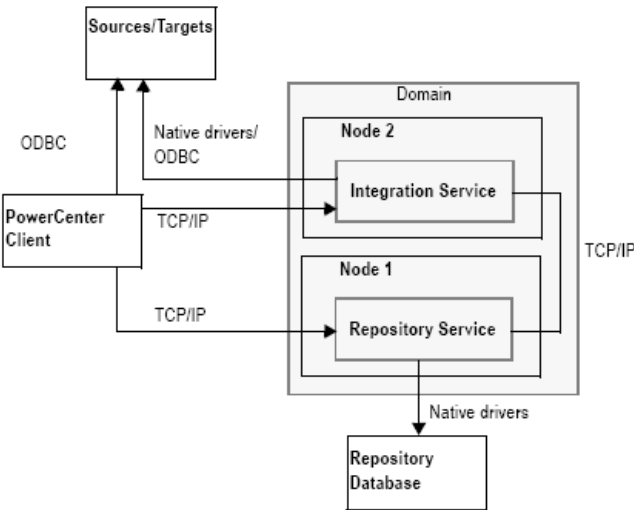 Sources/Targets
Domain
Node 2
Native drivers/
ODBC
ODBC
Integration Service
PowerCenter
Client
TCP/IP
TCP/IP
Node 1
TCP/IP
Repository Service
Native drivers
Repository
Database